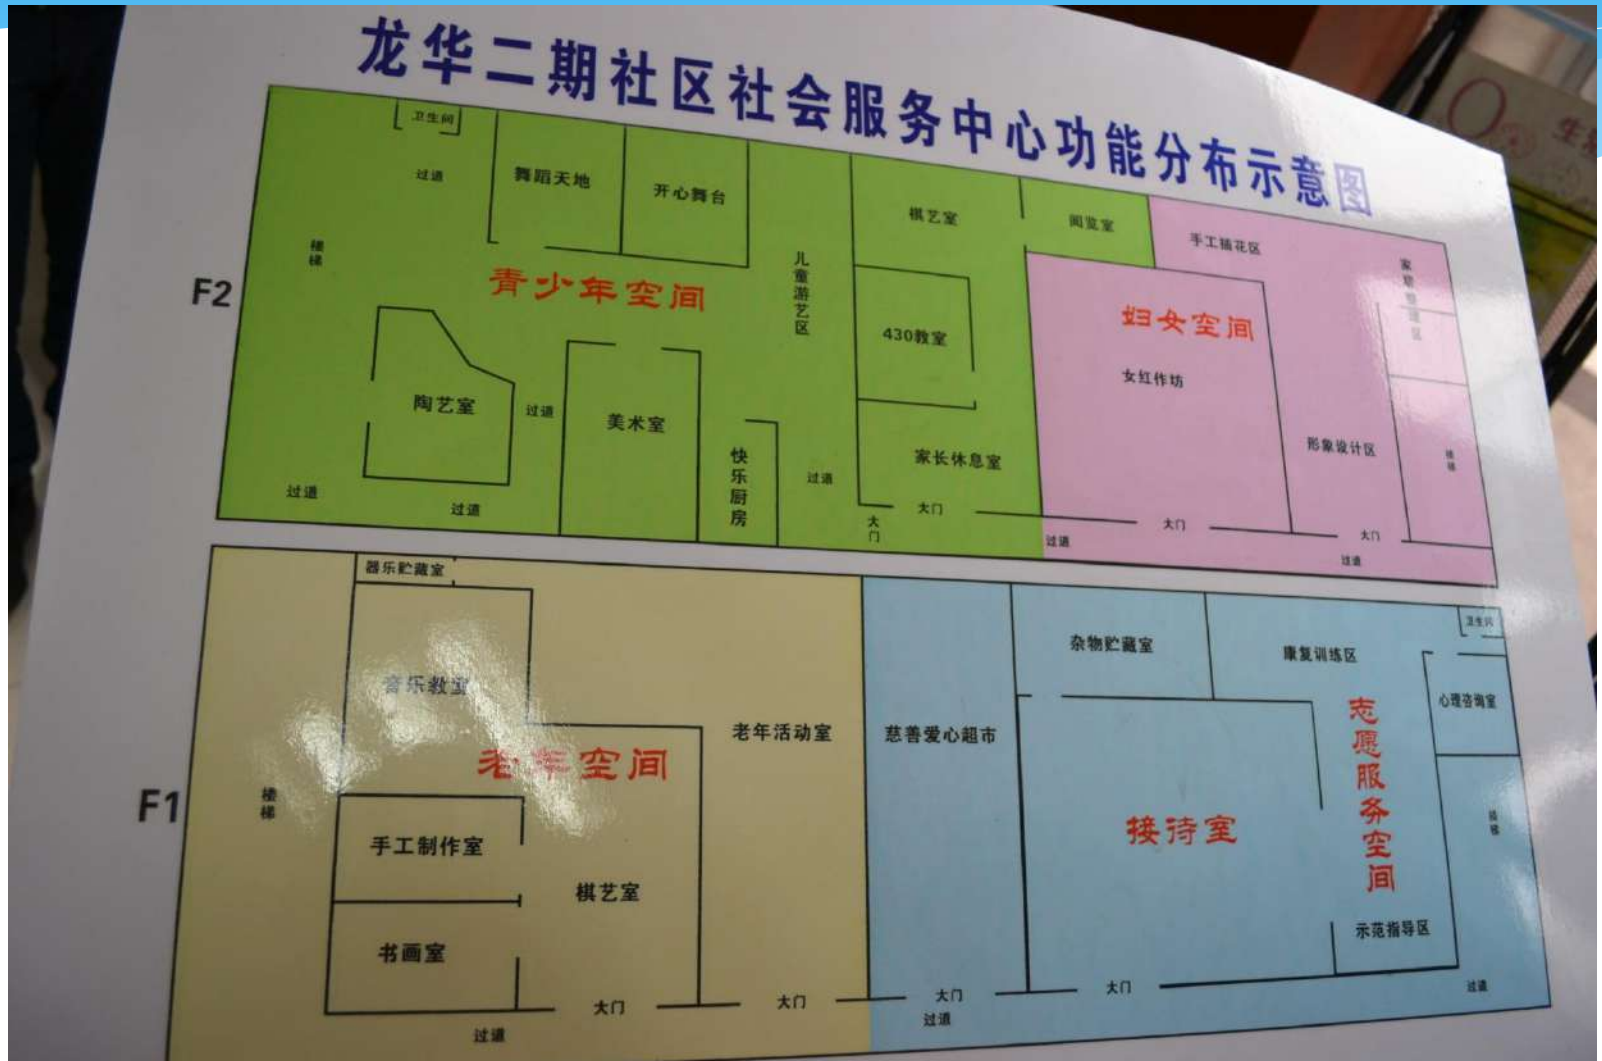 龙华二期社区社会服务中心功能分布示意图
F2
卫生间
过道
舞蹈天地
开心舞台
楼梯
青少年空间
儿童游艺区
棋艺室
阅览室
430教室
陶艺室
过道
美术室
快乐厨房
过道
家长休息室
过道
过道
大门
大门
手工插花区
妇女空间
女红作坊
形象设计区
楼梯
大门
大门
过道
过道
F1
器乐贮藏室
音乐教室
老年空间
老年活动室
楼梯
手工制作室
棋艺室
书画室
大门
大门
过道
慈善爱心超市
杂物贮藏室
康复训练区
卫生间
心理咨询室
志愿服务空间
接待室
楼梯
示范指导区
大门
大门
过道
过道